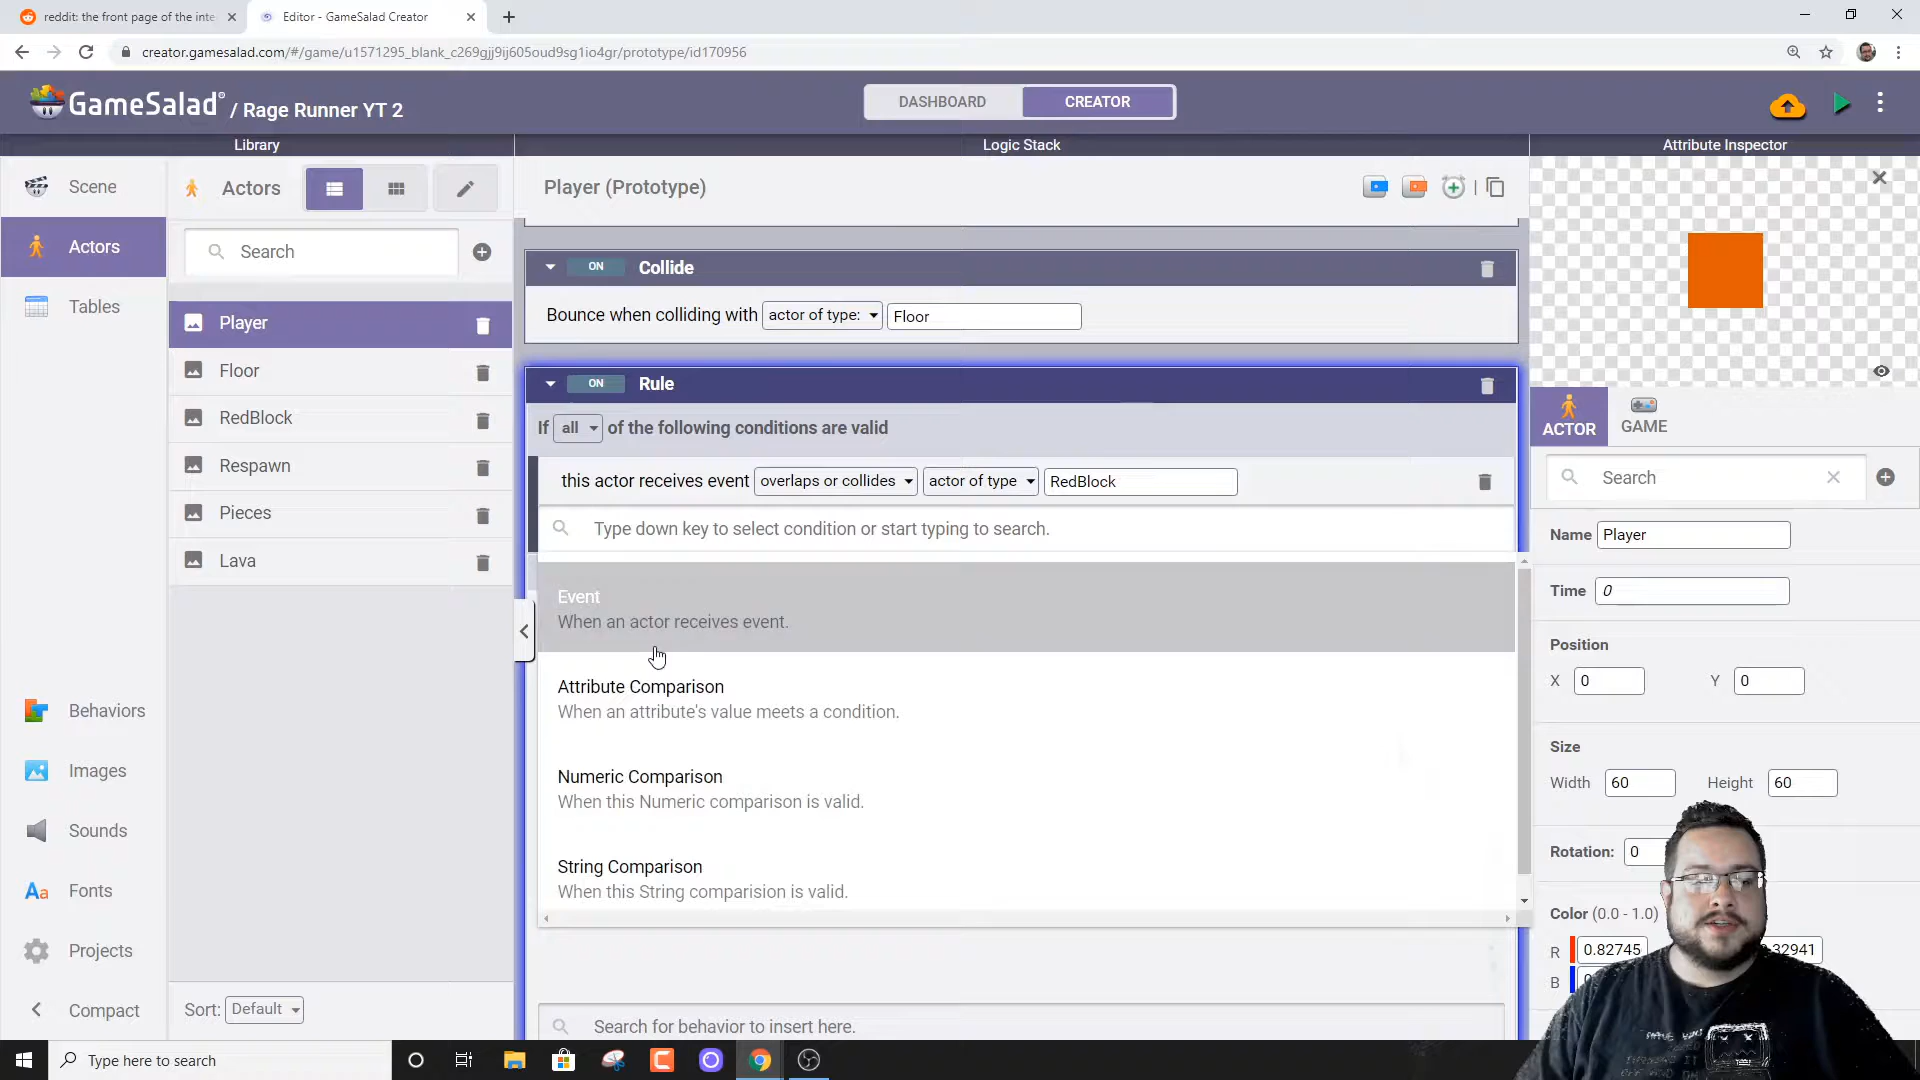 reddit: the front page of the inte
Editor - GameSalad Creator
creator.gamesalad.com/#/game/u1571295_blank_c269gjj9ij605oud9sg1io4gr/prototype/id170956
GameSalad® / Rage Runner YT 2
DASHBOARD
CREATOR
Library
Logic Stack
Attribute Inspector
Scene
Actors
Tables
Behaviors
Images
Sounds
Fonts
Projects
Compact
Actors
Search
Player
Floor
RedBlock
Respawn
Pieces
Lava
Sort: Default
Player (Prototype)
ON Collide
Bounce when colliding with actor of type: Floor
ON Rule
If all of the following conditions are valid
this actor receives event overlaps or collides actor of type RedBlock
Type down key to select condition or start typing to search.
Event
When an actor receives event.
Attribute Comparison
When an attribute's value meets a condition.
Numeric Comparison
When this Numeric comparison is valid.
String Comparison
When this String comparision is valid.
Search for behavior to insert here.
ACTOR
GAME
Search
Name Player
Time 0
Position
X 0 Y 0
Size
Width 60 Height 60
Rotation: 0
Color (0.0 - 1.0)
R 0.82745 .32941
B
Type here to search